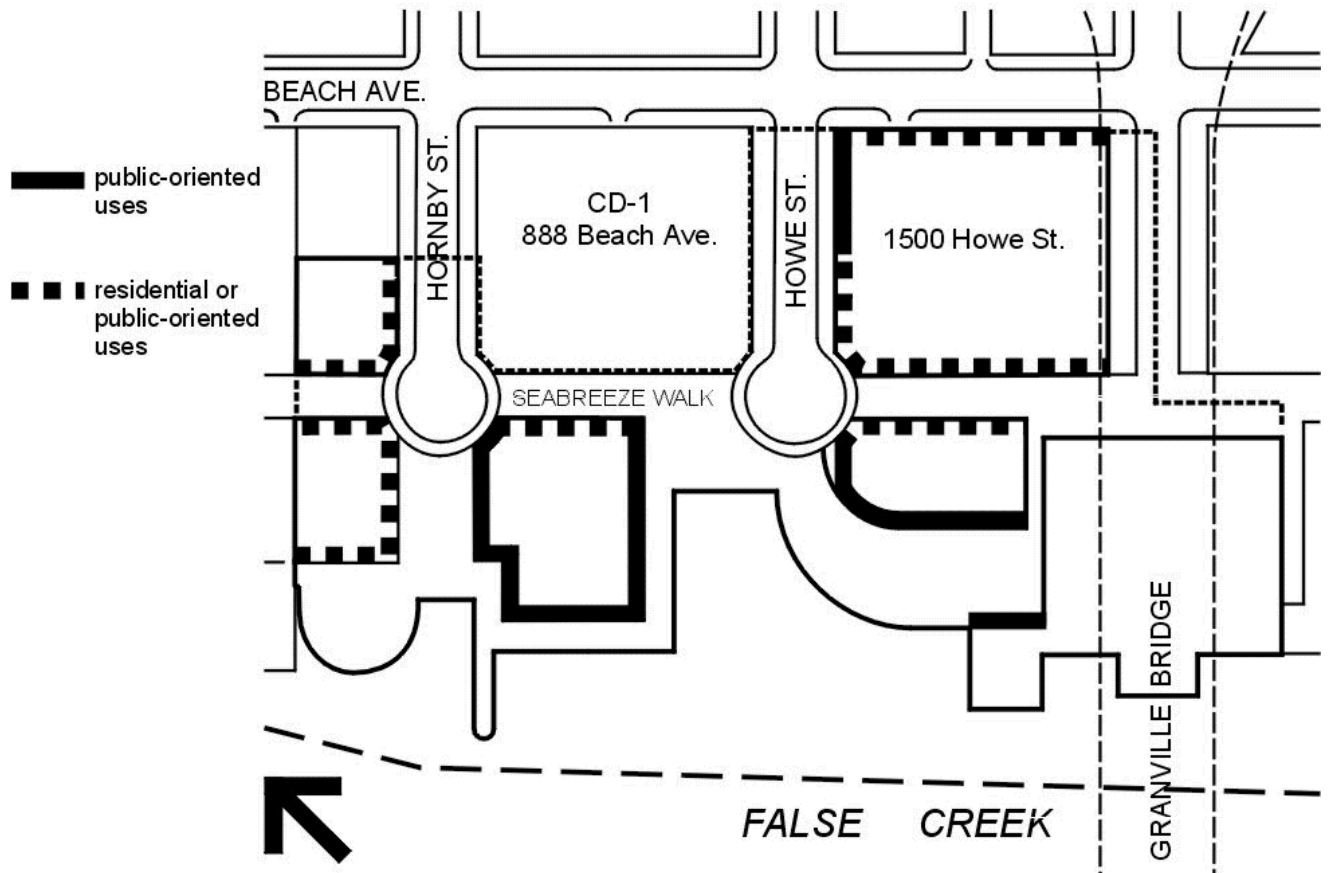 BEACH AVE.
public-oriented
uses
residential or
public-oriented
uses
HORNBY ST.
CD-1
888 Beach Ave.
HOWE ST.
1500 Howe St.
SEABREEZE WALK
GRANVILLE BRIDGE
FALSE CREEK